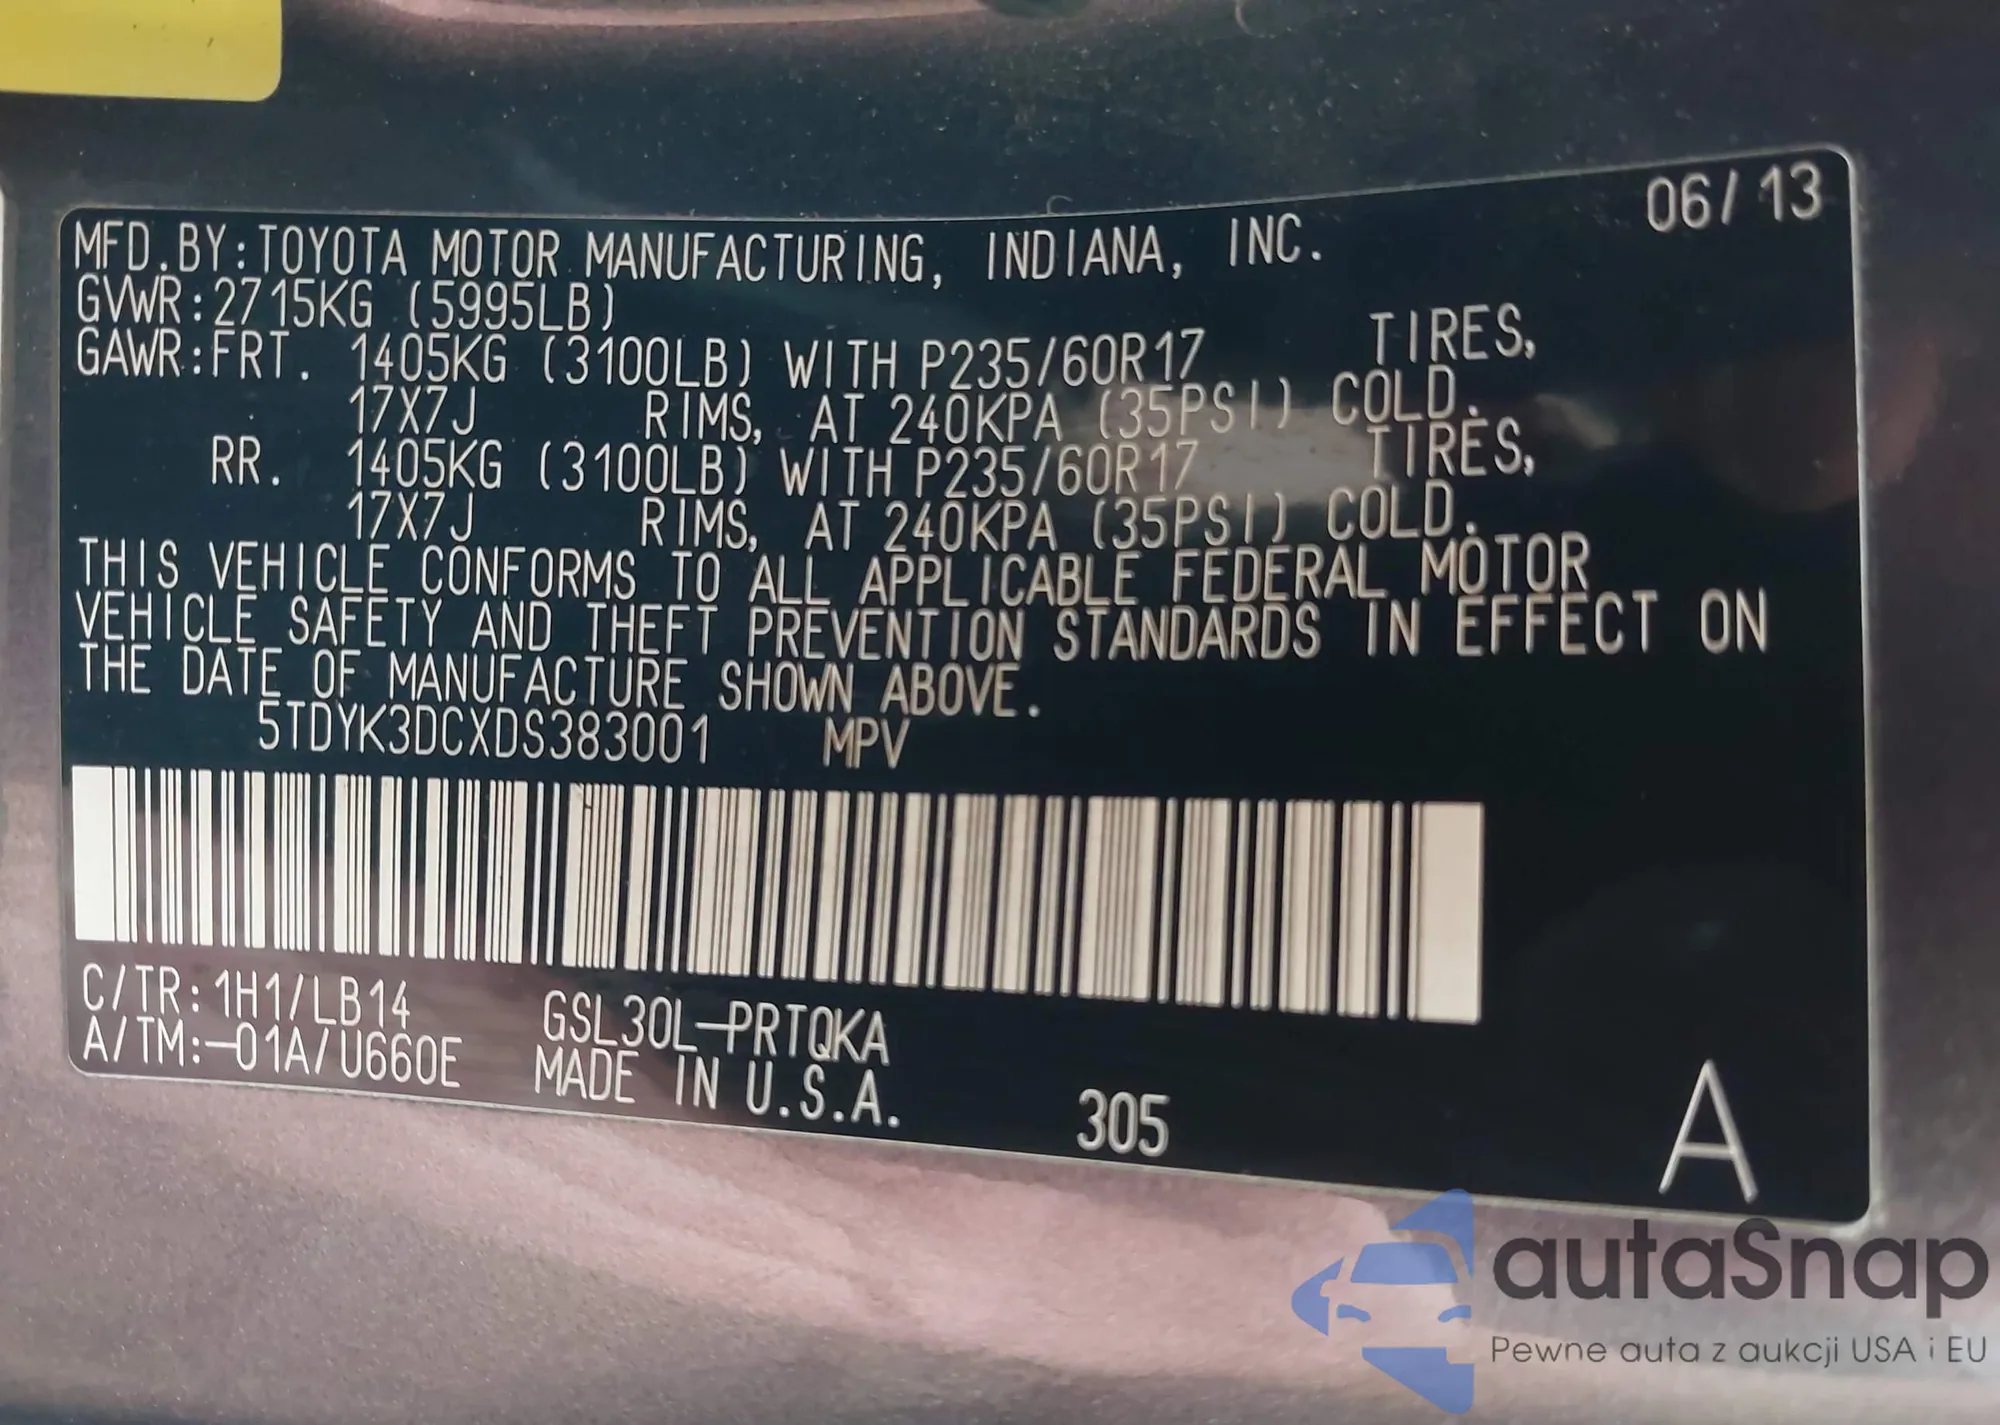 06/13
MFD.BY:TOYOTA MOTOR MANUFACTURING, INDIANA, INC.
GVWR:2715KG (5995LB)
GAWR:FRT. 1405KG (3100LB) WITH P235/60R17 TIRES,
17X7J RIMS, AT 240KPA (35PSI) COLD.
RR. 1405KG (3100LB) WITH P235/60R17 TIRES,
17X7J RIMS, AT 240KPA (35PSI) COLD.
THIS VEHICLE CONFORMS TO ALL APPLICABLE FEDERAL MOTOR
VEHICLE SAFETY AND THEFT PREVENTION STANDARDS IN EFFECT ON
THE DATE OF MANUFACTURE SHOWN ABOVE.
5TDYK3DCXDS383001 MPV
C/TR:1H1/LB14 GSL30L-PRTQKA
A/TM:-01A/U660E MADE IN U.S.A. 305
A
autaSnap
Pewne auta z aukcji USA i EU